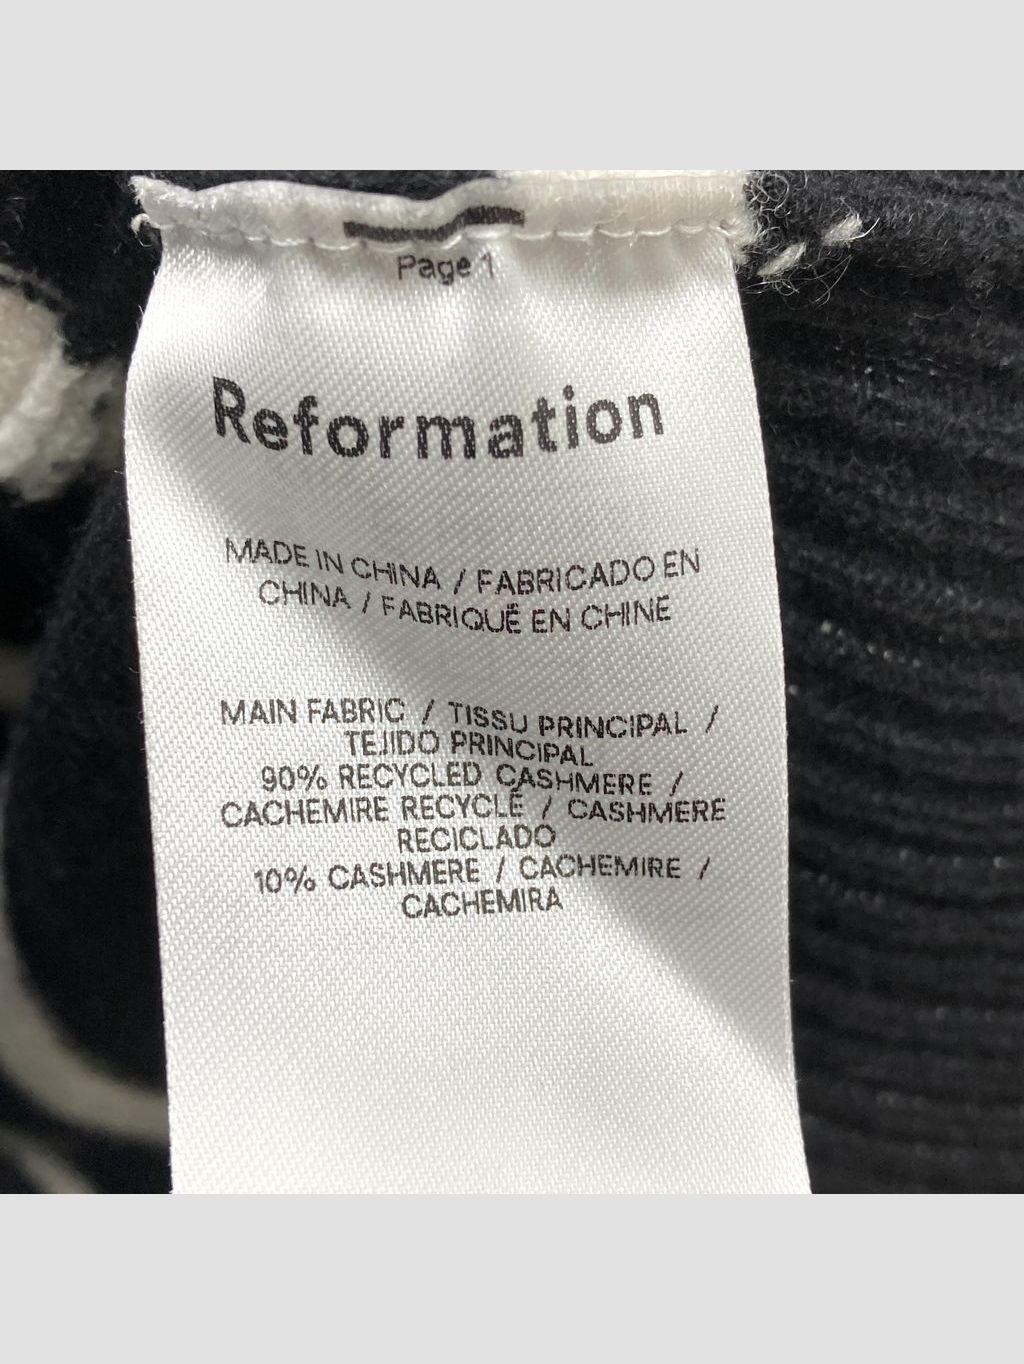 Page 1
Reformation
MADE IN CHINA / FABRICADO EN
CHINA / FABRIQUÉ EN CHINE
MAIN FABRIC / TISSU PRINCIPAL /
TEJIDO PRINCIPAL
90% RECYCLED CASHMERE /
CACHEMIRE RECYCLÉ / CASHMERE
RECICLADO
10% CASHMERE / CACHEMIRE /
CACHEMIRA